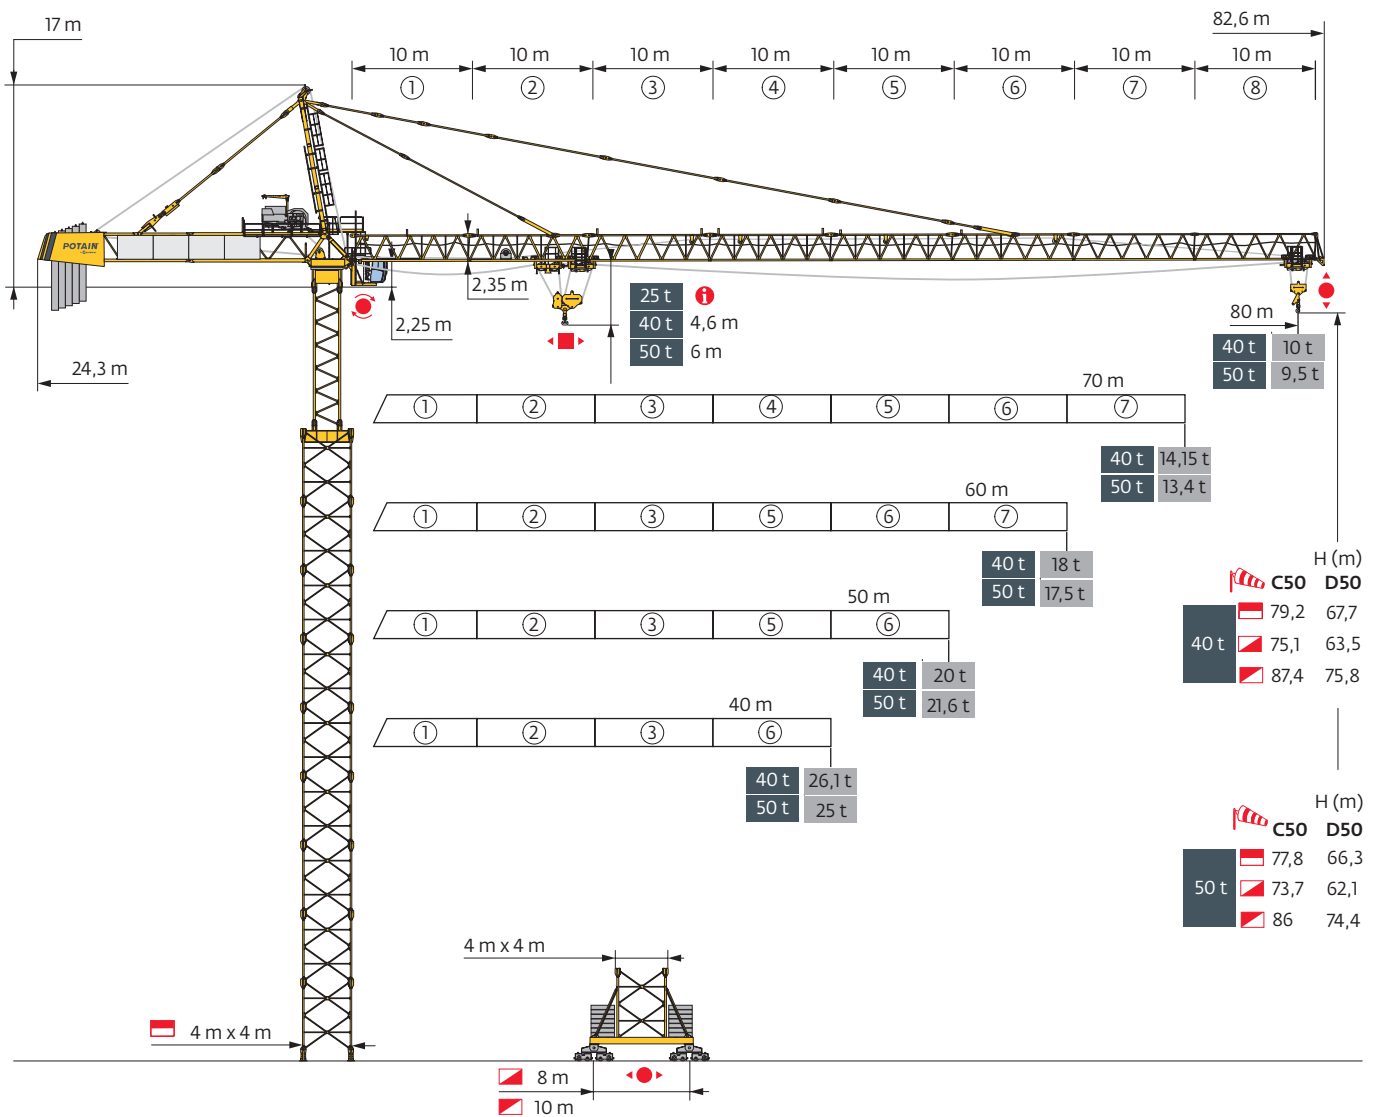 17 m
82,6 m
10 m 10 m 10 m 10 m 10 m 10 m 10 m 10 m
① ② ③ ④ ⑤ ⑥ ⑦ ⑧
POTAIN
2,35 m
2,25 m
24,3 m
25 t i
40 t 4,6 m
50 t 6 m
80 m
40 t 10 t
50 t 9,5 t
70 m
① ② ③ ④ ⑤ ⑥ ⑦
40 t 14,15 t
50 t 13,4 t
60 m
① ② ③ ⑤ ⑥ ⑦
40 t 18 t
50 t 17,5 t
50 m
① ② ③ ⑤ ⑥
40 t 20 t
50 t 21,6 t
40 m
① ② ③ ⑥
40 t 26,1 t
50 t 25 t
H (m)
C50 D50
40 t
79,2 67,7
75,1 63,5
87,4 75,8
H (m)
C50 D50
50 t
77,8 66,3
73,7 62,1
86 74,4
4 m x 4 m
4 m x 4 m
8 m
10 m